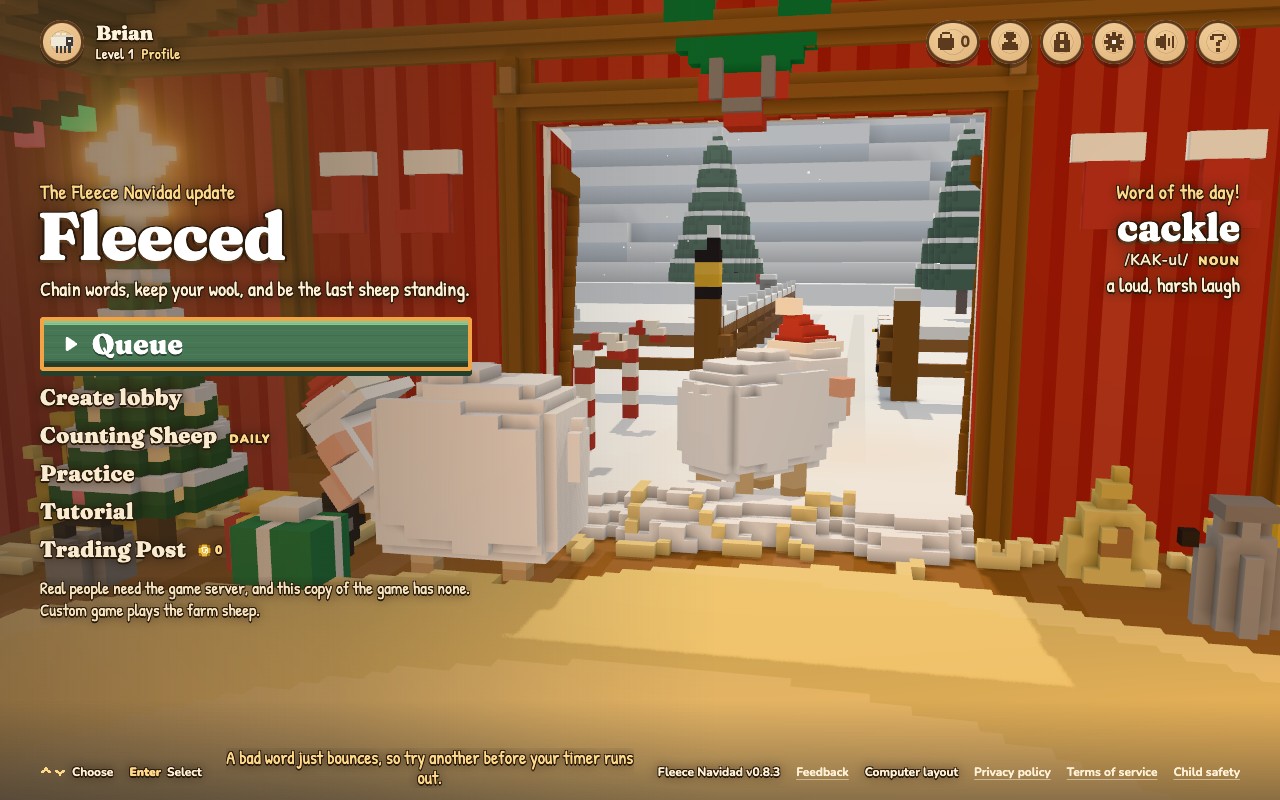 Brian
Level 1 Profile
0
The Fleece Navidad update
Fleeced
Chain words, keep your wool, and be the last sheep standing.
Queue
Create lobby
Counting Sheep DAILY
Practice
Tutorial
Trading Post 0
Real people need the game server, and this copy of the game has none.
Custom game plays the farm sheep.
Word of the day!
cackle
/KAK-ul/ NOUN
a loud, harsh laugh
Choose Enter Select
A bad word just bounces, so try another before your timer runs
out.
Fleece Navidad v0.8.3 Feedback Computer layout Privacy policy Terms of service Child safety